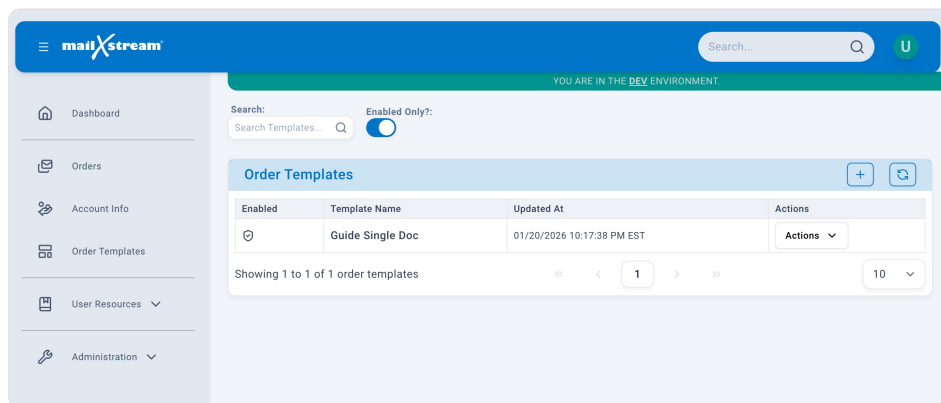 mailXstream
Search...
U
YOU ARE IN THE DEV ENVIRONMENT.
Dashboard
Orders
Account Info
Order Templates
User Resources
Administration
Search:
Enabled Only?:
Search Templates...
Order Templates
Enabled Template Name Updated At Actions
Guide Single Doc 01/20/2026 10:17:38 PM EST Actions
Showing 1 to 1 of 1 order templates « < 1 > » 10